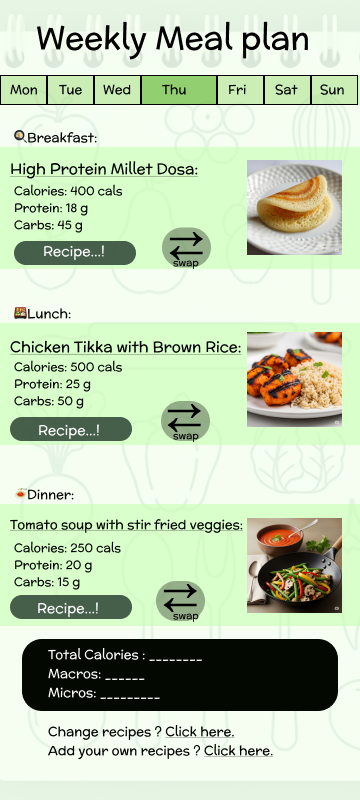 Weekly Meal plan
Mon Tue Wed Thu Fri Sat Sun
Breakfast:
High Protein Millet Dosa:
Calories: 400 cals
Protein: 18 g
Carbs: 45 g
Recipe...!
swap
Lunch:
Chicken Tikka with Brown Rice:
Calories: 500 cals
Protein: 25 g
Carbs: 50 g
Recipe...!
swap
Dinner:
Tomato soup with stir fried veggies:
Calories: 250 cals
Protein: 20 g
Carbs: 15 g
Recipe...!
swap
Total Calories : ________
Macros: ______
Micros: _________
Change recipes ? Click here.
Add your own recipes ? Click here.